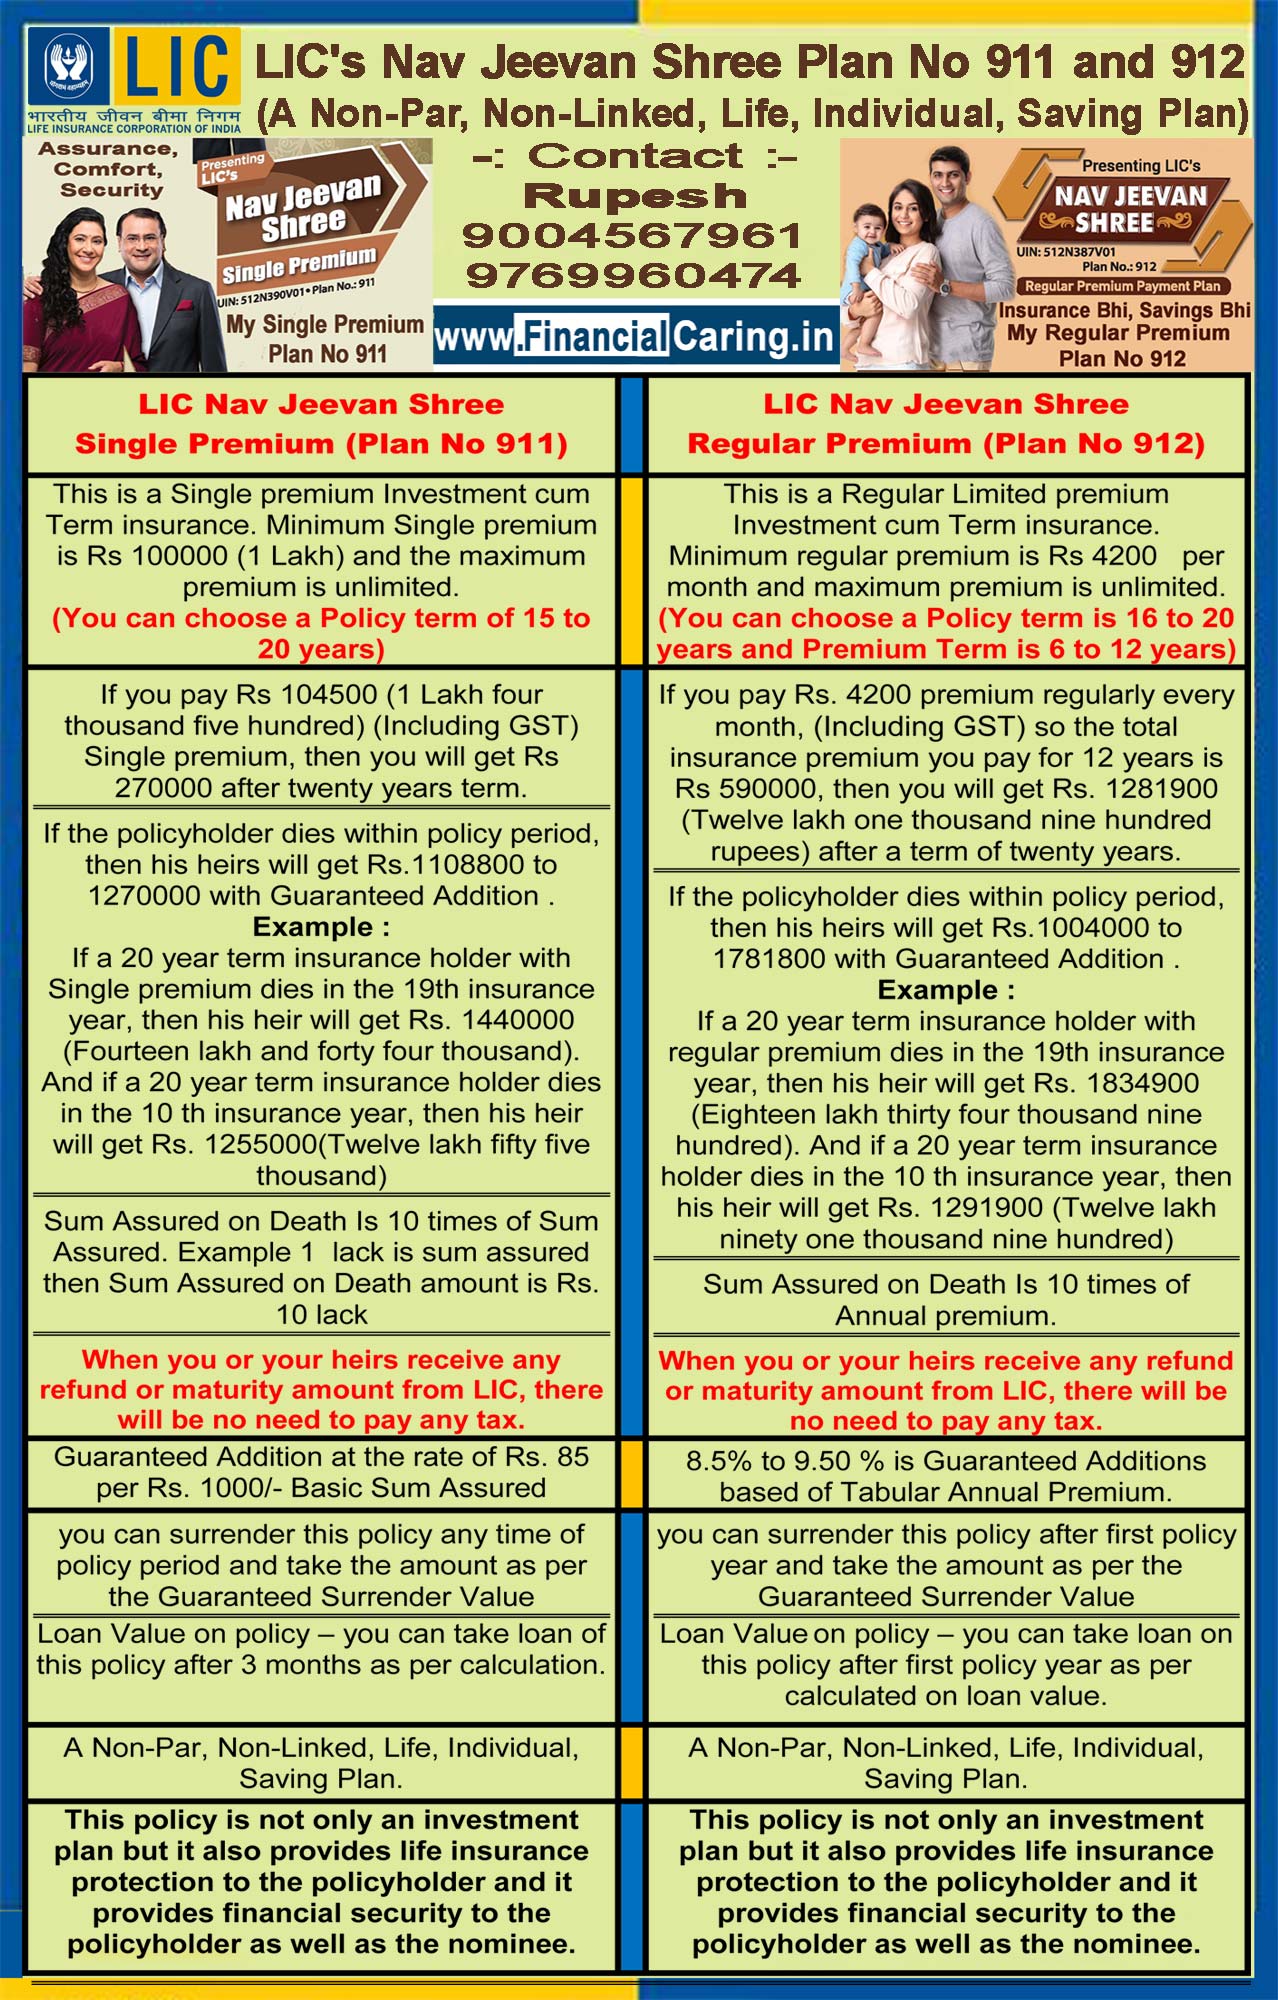 LIC
भारतीय जीवन बीमा निगम
LIFE INSURANCE CORPORATION OF INDIA
LIC's Nav Jeevan Shree Plan No 911 and 912
(A Non-Par, Non-Linked, Life, Individual, Saving Plan)
Assurance,
Comfort,
Security
Presenting
LIC's
Nav Jeevan
Shree
Single Premium
UIN: 512N390V01 • Plan No.: 911
My Single Premium
Plan No 911
-: Contact :-
Rupesh
9004567961
9769960474
www.FinancialCaring.in
Presenting LIC's
NAV JEEVAN
SHREE
UIN: 512N387V01
Plan No.: 912
Regular Premium Payment Plan
Insurance Bhi, Savings Bhi
My Regular Premium
Plan No 912
LIC Nav Jeevan Shree
Single Premium (Plan No 911)
This is a Single premium Investment cum
Term insurance. Minimum Single premium
is Rs 100000 (1 Lakh) and the maximum
premium is unlimited.
(You can choose a Policy term of 15 to
20 years)
If you pay Rs 104500 (1 Lakh four
thousand five hundred) (Including GST)
Single premium, then you will get Rs
270000 after twenty years term.
If the policyholder dies within policy period,
then his heirs will get Rs.1108800 to
1270000 with Guaranteed Addition .
Example :
If a 20 year term insurance holder with
Single premium dies in the 19th insurance
year, then his heir will get Rs. 1440000
(Fourteen lakh and forty four thousand).
And if a 20 year term insurance holder dies
in the 10 th insurance year, then his heir
will get Rs. 1255000(Twelve lakh fifty five
thousand)
Sum Assured on Death Is 10 times of Sum
Assured. Example 1 lack is sum assured
then Sum Assured on Death amount is Rs.
10 lack
When you or your heirs receive any
refund or maturity amount from LIC, there
will be no need to pay any tax.
Guaranteed Addition at the rate of Rs. 85
per Rs. 1000/- Basic Sum Assured
you can surrender this policy any time of
policy period and take the amount as per
the Guaranteed Surrender Value
Loan Value on policy – you can take loan of
this policy after 3 months as per calculation.
A Non-Par, Non-Linked, Life, Individual,
Saving Plan.
This policy is not only an investment
plan but it also provides life insurance
protection to the policyholder and it
provides financial security to the
policyholder as well as the nominee.
LIC Nav Jeevan Shree
Regular Premium (Plan No 912)
This is a Regular Limited premium
Investment cum Term insurance.
Minimum regular premium is Rs 4200 per
month and maximum premium is unlimited.
(You can choose a Policy term is 16 to 20
years and Premium Term is 6 to 12 years)
If you pay Rs. 4200 premium regularly every
month, (Including GST) so the total
insurance premium you pay for 12 years is
Rs 590000, then you will get Rs. 1281900
(Twelve lakh one thousand nine hundred
rupees) after a term of twenty years.
If the policyholder dies within policy period,
then his heirs will get Rs.1004000 to
1781800 with Guaranteed Addition .
Example :
If a 20 year term insurance holder with
regular premium dies in the 19th insurance
year, then his heir will get Rs. 1834900
(Eighteen lakh thirty four thousand nine
hundred). And if a 20 year term insurance
holder dies in the 10 th insurance year, then
his heir will get Rs. 1291900 (Twelve lakh
ninety one thousand nine hundred)
Sum Assured on Death Is 10 times of
Annual premium.
When you or your heirs receive any refund
or maturity amount from LIC, there will be
no need to pay any tax.
8.5% to 9.50 % is Guaranteed Additions
based of Tabular Annual Premium.
you can surrender this policy after first policy
year and take the amount as per the
Guaranteed Surrender Value
Loan Value on policy – you can take loan on
this policy after first policy year as per
calculated on loan value.
A Non-Par, Non-Linked, Life, Individual,
Saving Plan.
This policy is not only an investment
plan but it also provides life insurance
protection to the policyholder and it
provides financial security to the
policyholder as well as the nominee.